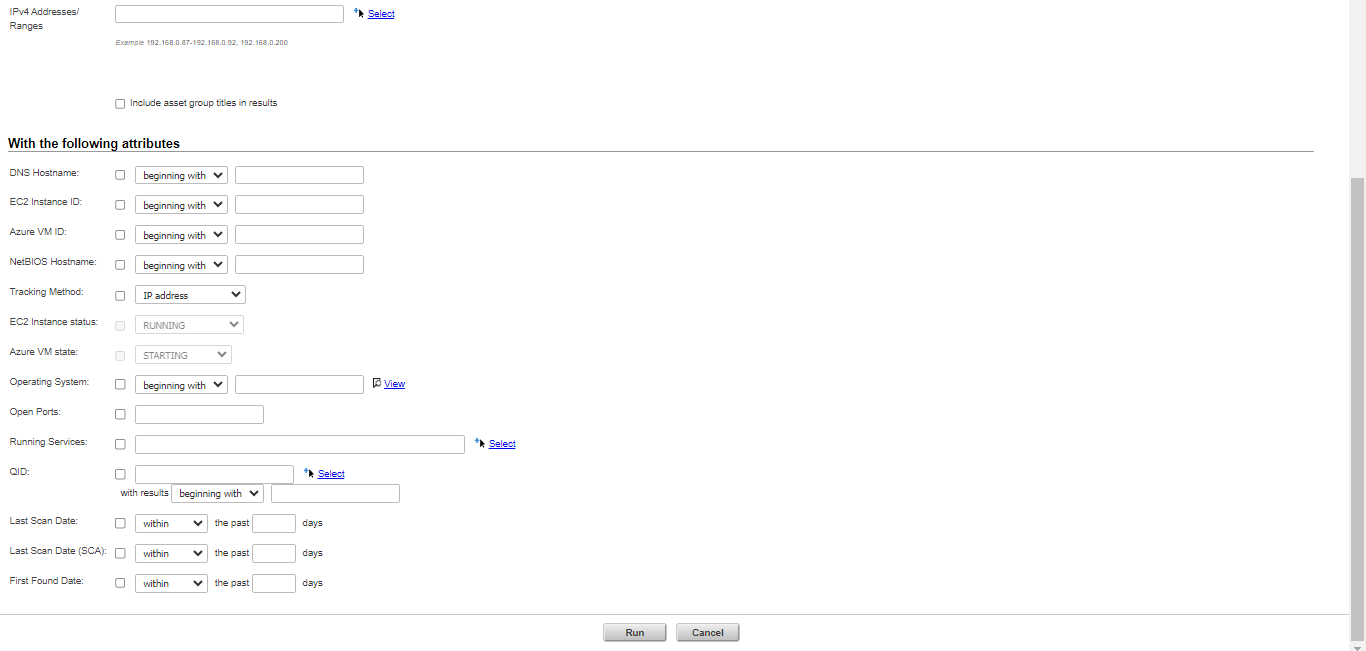 IPv4 Addresses/
Ranges
Select
Example 192.168.0.87-192.168.0.92, 192.168.0.200
Include asset group titles in results
With the following attributes
DNS Hostname: beginning with
EC2 Instance ID: beginning with
Azure VM ID: beginning with
NetBIOS Hostname: beginning with
Tracking Method: IP address
EC2 Instance status: RUNNING
Azure VM state: STARTING
Operating System: beginning with View
Open Ports:
Running Services: Select
QID: Select
with results beginning with
Last Scan Date: within the past days
Last Scan Date (SCA): within the past days
First Found Date: within the past days
Run Cancel